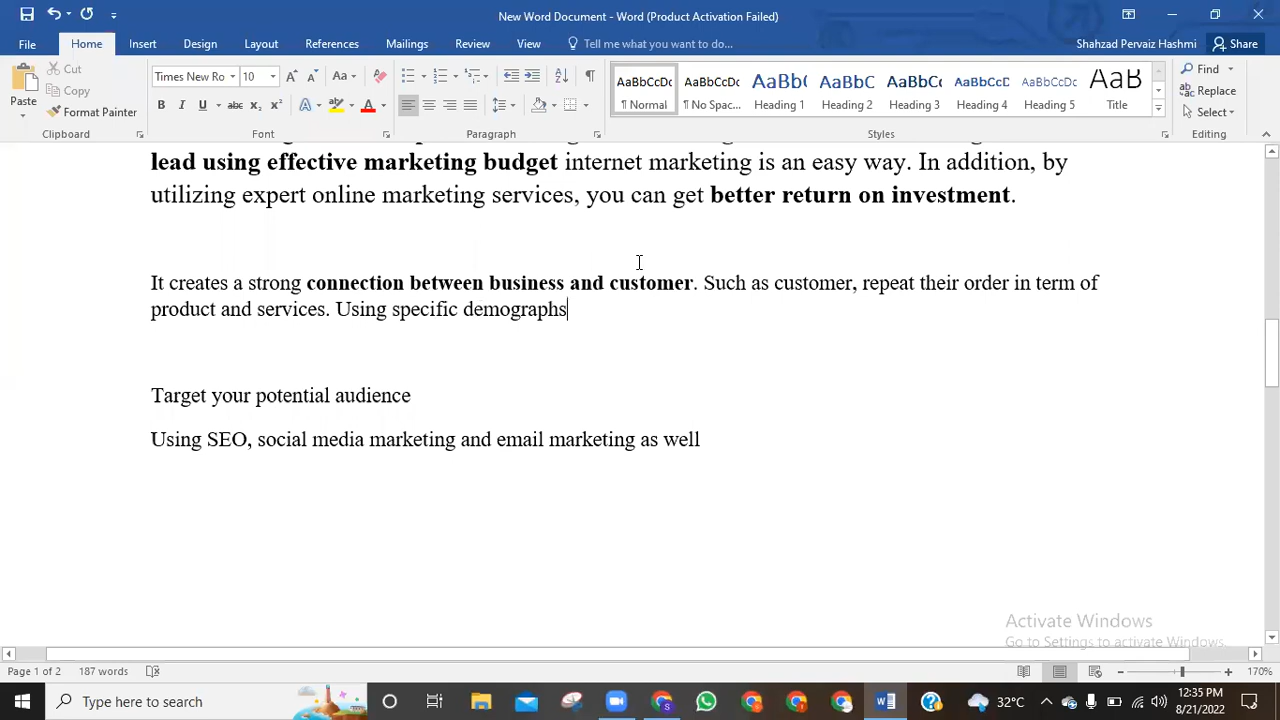 New Word Document - Word (Product Activation Failed)
File Home Insert Design Layout References Mailings Review View Tell me what you want to do... Shahzad Pervaiz Hashmi Share
Paste Cut Copy Format Painter Clipboard
Times New Ro 10 Font
Paragraph
AaBbCcDc ¶ Normal AaBbCcDc ¶ No Spac... AaBbC Heading 1 AaBbC Heading 2 AaBbCc Heading 3 AaBbCcD Heading 4 AaBbCcD Heading 5 AaB Title Styles
Find Replace Select Editing
lead using effective marketing budget internet marketing is an easy way. In addition, by
utilizing expert online marketing services, you can get better return on investment.
It creates a strong connection between business and customer. Such as customer, repeat their order in term of
product and services. Using specific demographs
Target your potential audience
Using SEO, social media marketing and email marketing as well
Activate Windows
Go to Settings to activate Windows.
Page 1 of 2 187 words 170%
Type here to search 32°C 12:35 PM
8/21/2022